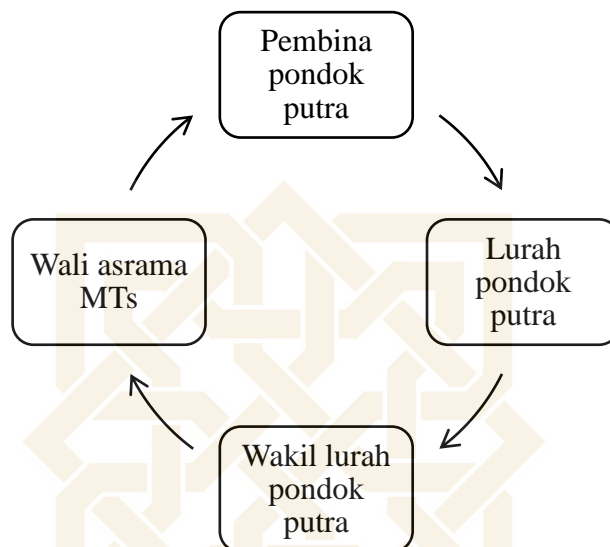 Pembina
pondok
putra
Lurah
pondok
putra
Wakil lurah
pondok
putra
Wali asrama
MTs